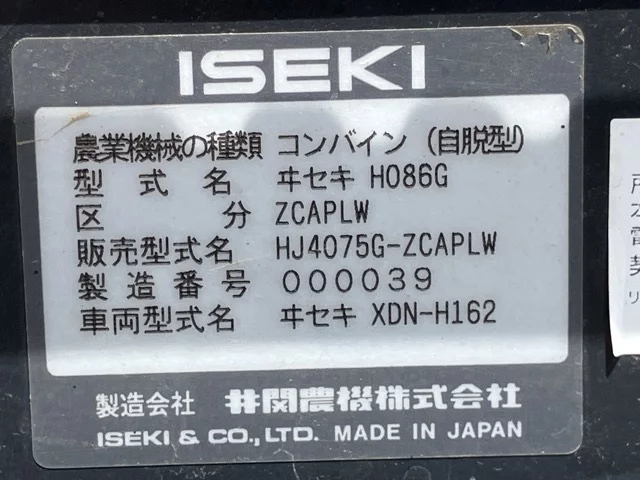 ISEKI
農業機械の種類 コンバイン(自脱型)
型式名 ヰセキ HO86G
区分 ZCAPLW
販売型式名 HJ4075G-ZCAPLW
製造番号 000039
車両型式名 ヰセキ XDN-H162
製造会社 井関農機株式会社
ISEKI & CO., LTD. MADE IN JAPAN